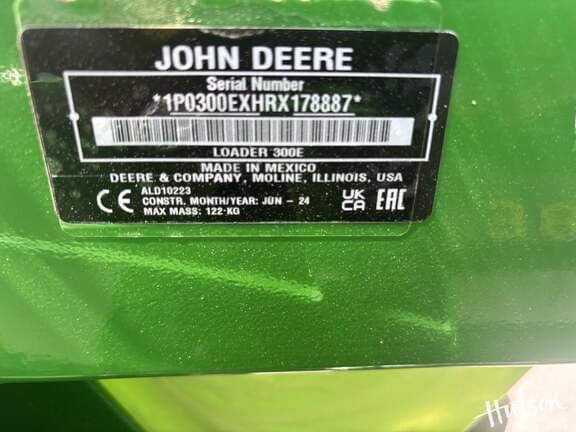 JOHN DEERE
Serial Number
*1P0300EXHRX178887*
LOADER 300E
MADE IN MEXICO
DEERE & COMPANY, MOLINE, ILLINOIS, USA
ALD10223
CONSTR. MONTH/YEAR: JUN - 24
MAX MASS: 122-KG
CE
UK
CA
EAC
Hutson